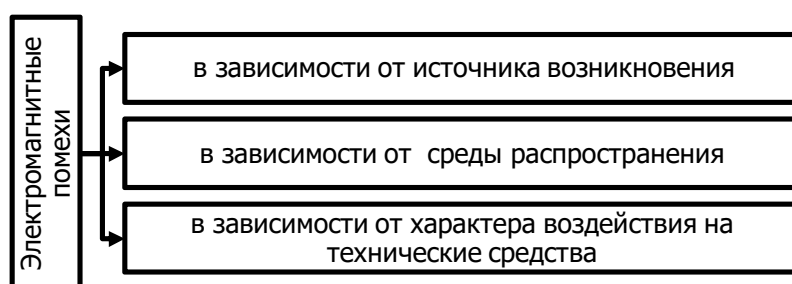 Электромагнитные
помехи
в зависимости от источника возникновения
в зависимости от среды распространения
в зависимости от характера воздействия на
технические средства